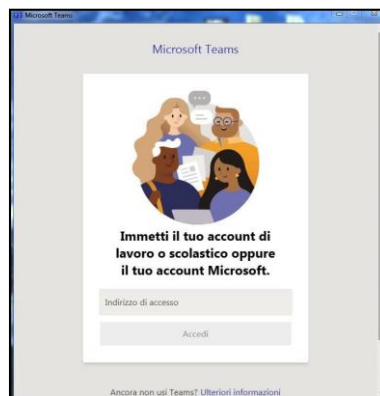 Microsoft Teams
Microsoft Teams
Immetti il tuo account di
lavoro o scolastico oppure
il tuo account Microsoft.
Indirizzo di accesso
Accedi
Ancora non usi Teams? Ulteriori informazioni